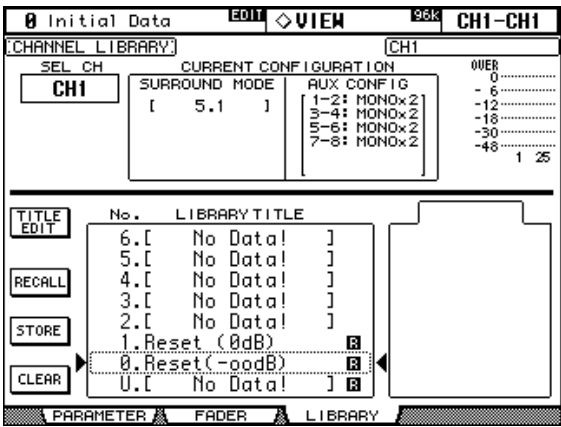 0 Initial Data EDIT ◇VIEW 96k CH1-CH1
CHANNEL LIBRARY CH1
SEL CH
CH1
CURRENT CONFIGURATION
SURROUND MODE
[ 5.1 ]
AUX CONFIG
[1-2: MONOx2]
3-4: MONOx2
5-6: MONOx2
7-8: MONOx2
OVER
0
- 6
-12
-18
-30
-48
1 25
TITLE EDIT
RECALL
STORE
CLEAR
No. LIBRARY TITLE
6.[ No Data! ]
5.[ No Data! ]
4.[ No Data! ]
3.[ No Data! ]
2.[ No Data! ]
1.Reset (0dB) R
0.Reset(-oodB) R
U.[ No Data! ] R
PARAMETER FADER LIBRARY